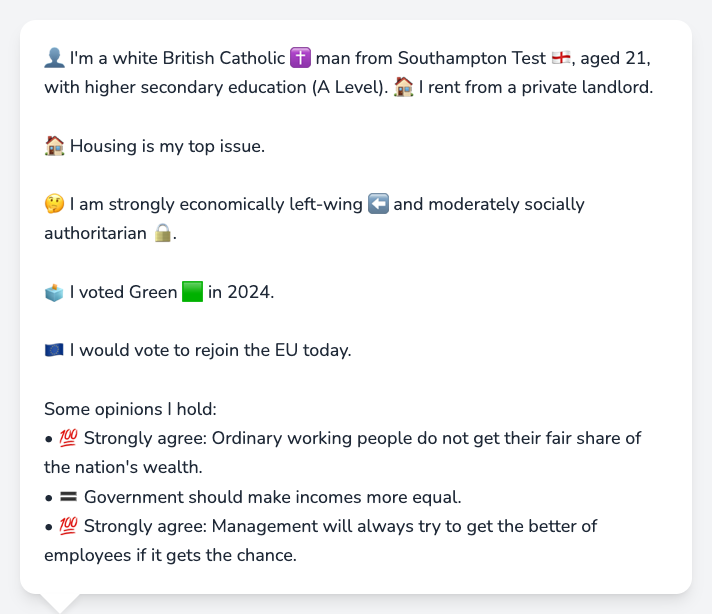 👤 I'm a white British Catholic ✝️ man from Southampton Test 🏴󠁧󠁢󠁥󠁮󠁧󠁿, aged 21,
with higher secondary education (A Level). 🏠 I rent from a private landlord.
🏠 Housing is my top issue.
🤔 I am strongly economically left-wing ⬅️ and moderately socially
authoritarian 🔒.
🗳️ I voted Green 🟩 in 2024.
🇪🇺 I would vote to rejoin the EU today.
Some opinions I hold:
• 💯 Strongly agree: Ordinary working people do not get their fair share of
the nation's wealth.
• 🟰 Government should make incomes more equal.
• 💯 Strongly agree: Management will always try to get the better of
employees if it gets the chance.